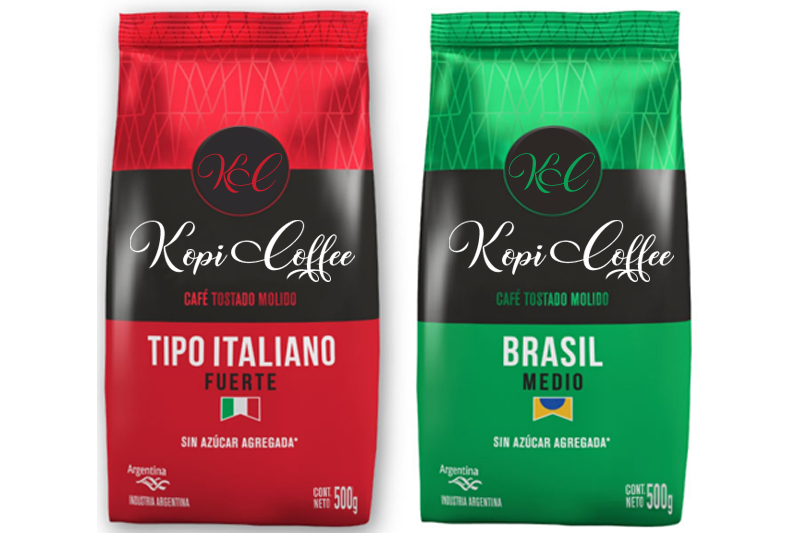 KC
Kopi Coffee
CAFÉ TOSTADO MOLIDO
TIPO ITALIANO
FUERTE
SIN AZÚCAR AGREGADA*
Argentina
INDUSTRIA ARGENTINA
CONT.
NETO 500g
KC
Kopi Coffee
CAFÉ TOSTADO MOLIDO
BRASIL
MEDIO
SIN AZÚCAR AGREGADA*
Argentina
INDUSTRIA ARGENTINA
CONT.
NETO 500g